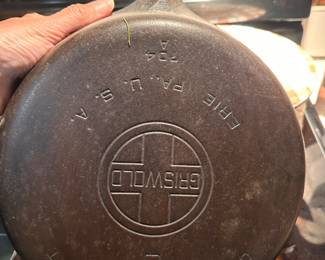 GRISWOLD
ERIE PA., U. S. A.
704
A